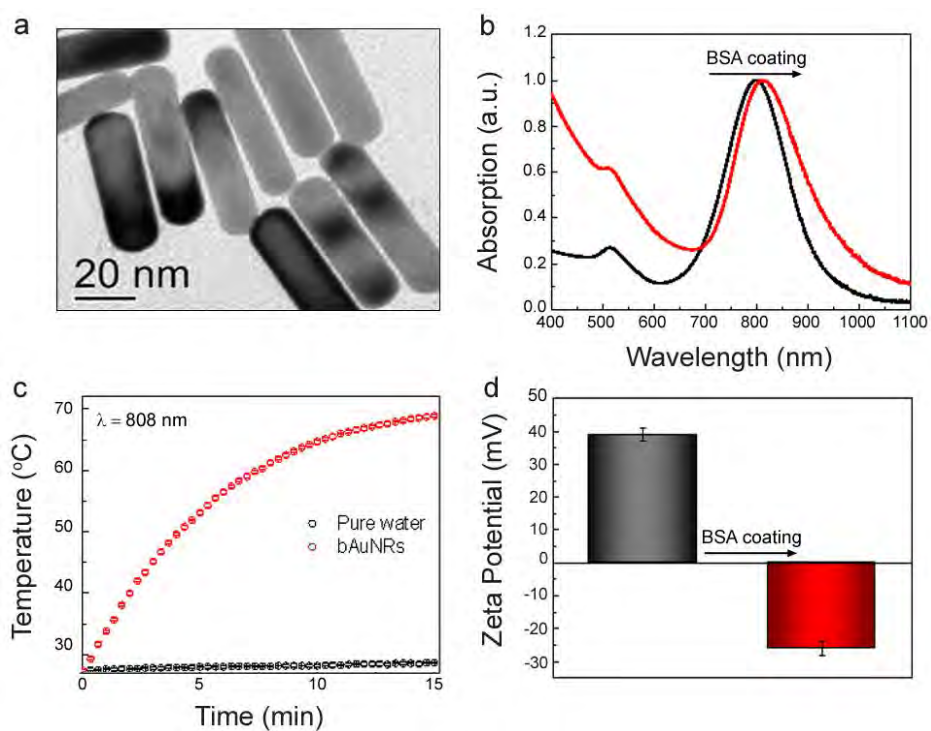 a
20 nm
b
BSA coating
Absorption (a.u.)
1.2
1.0
0.8
0.6
0.4
0.2
0.0
400 500 600 700 800 900 1000 1100
Wavelength (nm)
c
λ = 808 nm
Temperature (°C)
70
60
50
40
30
Pure water
bAuNRs
0 5 10 15
Time (min)
d
Zeta Potential (mV)
50
40
30
20
10
0
-10
-20
-30
BSA coating